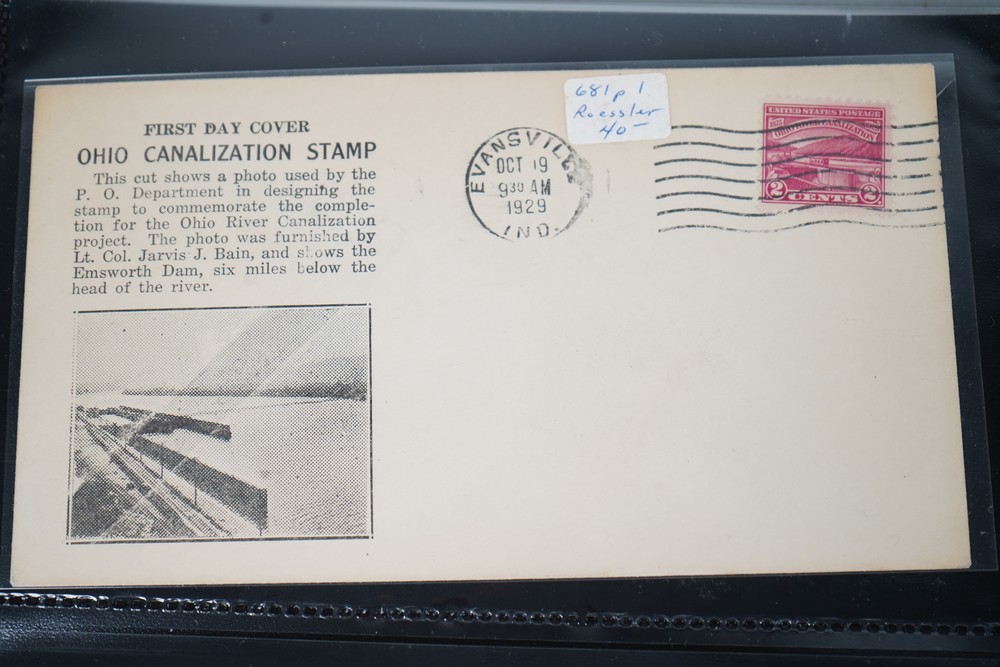 FIRST DAY COVER
OHIO CANALIZATION STAMP
This cut shows a photo used by the
P. O. Department in designing the
stamp to commemorate the comple-
tion for the Ohio River Canalization
project. The photo was furnished by
Lt. Col. Jarvis J. Bain, and shows the
Emsworth Dam, six miles below the
head of the river.
681p1
Roessler
40—
EVANSVILLE
OCT 19
930 AM
1929
IND.
UNITED STATES POSTAGE
OHIO RIVER CANALIZATION
2 CENTS 2